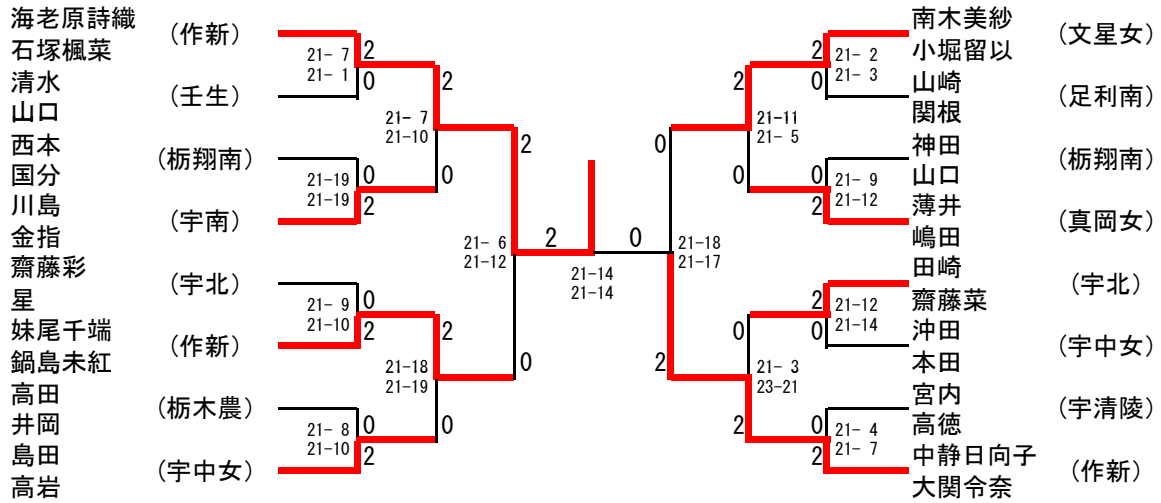 海老原詩織
石塚楓菜
（作新）
清水
山口
（壬生）
西本
国分
（栃翔南）
川島
金指
（宇南）
齋藤彩
星
（宇北）
妹尾千端
鍋島未紅
（作新）
高田
井岡
（栃木農）
島田
高岩
（宇中女）
21- 7
21- 1
2
0
21-19
21-19
0
2
21- 9
21-10
0
2
21- 8
21-10
0
2
21- 7
21-10
2
0
21-18
21-19
2
0
21- 6
21-12
2
0
2
0
21-14
21-14
21-18
21-17
0
2
21-11
21- 5
2
0
21- 3
23-21
0
2
21- 2
21- 3
2
0
21- 9
21-12
0
2
21-12
21-14
2
0
21- 4
21- 7
0
2
南木美紗
小堀留以
（文星女）
山崎
関根
（足利南）
神田
山口
（栃翔南）
薄井
嶋田
（真岡女）
田崎
齋藤菜
（宇北）
沖田
本田
（宇中女）
宮内
高徳
（宇清陵）
中静日向子
大関令奈
（作新）